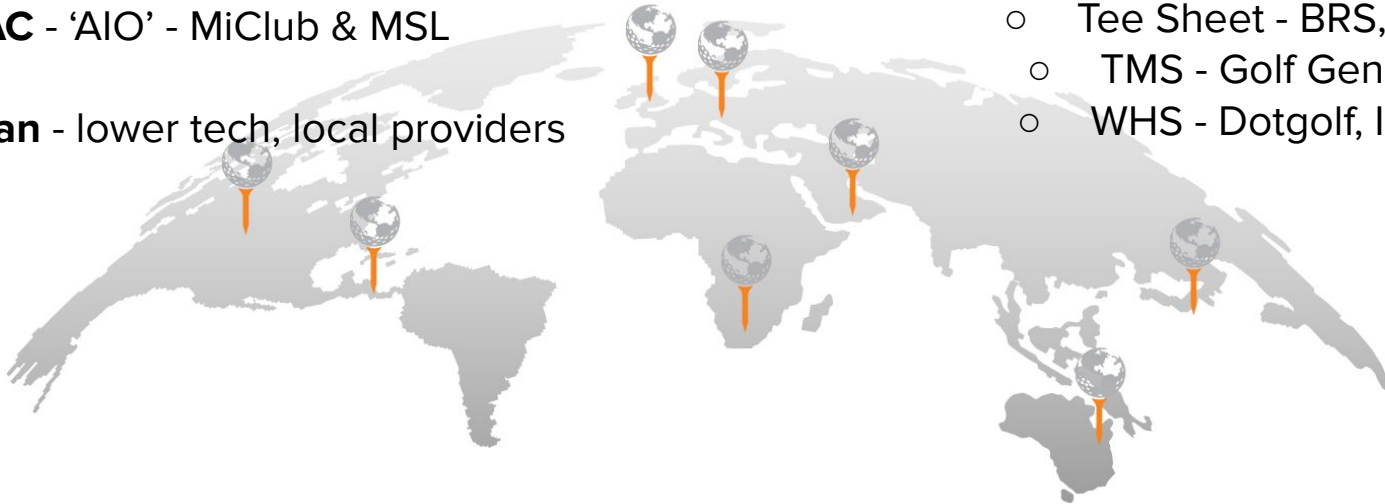 AC - ‘AIO’ - MiClub & MSL
an - lower tech, local providers
○ Tee Sheet - BRS,
○ TMS - Golf Gen
○ WHS - Dotgolf, I